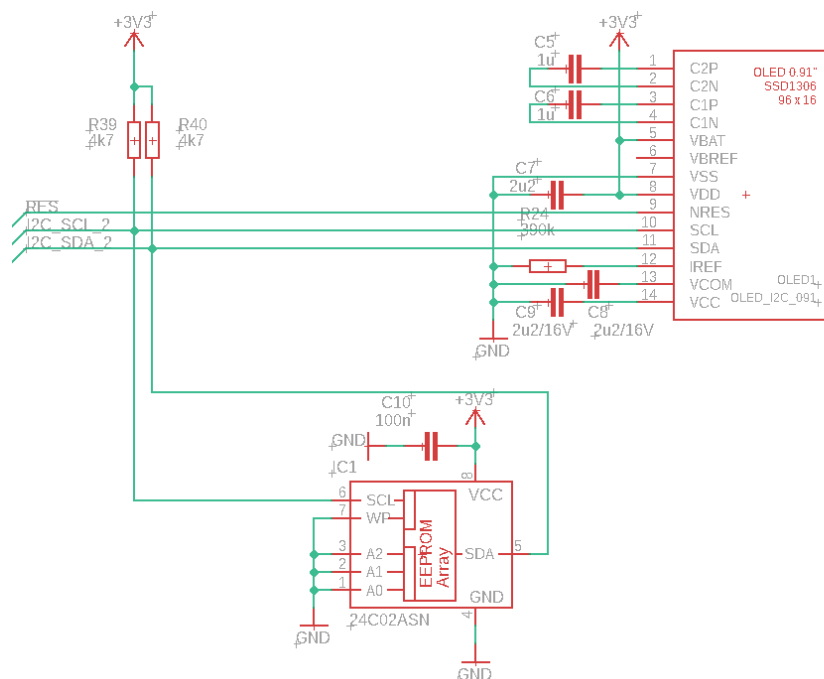 +3V3
+3V3
C5
1u
C6
1u
R39
4k7
R40
4k7
C7
2u2
RES
I2C_SCL_2
I2C_SDA_2
R24
390k
C9
2u2/16V
C8
2u2/16V
GND
1 C2P
2 C2N
3 C1P
4 C1N
5 VBAT
6 VBREF
7 VSS
8 VDD
9 NRES
10 SCL
11 SDA
12 IREF
13 VCOM
14 VCC
OLED 0.91"
SSD1306
96 x 16
OLED1
OLED_I2C_091
C10
100n
+3V3
GND
IC1
8
VCC
6 SCL
7 WP
3 A2
2 A1
1 A0
EEPROM
Array
SDA 5
GND
4
24C02ASN
GND
GND